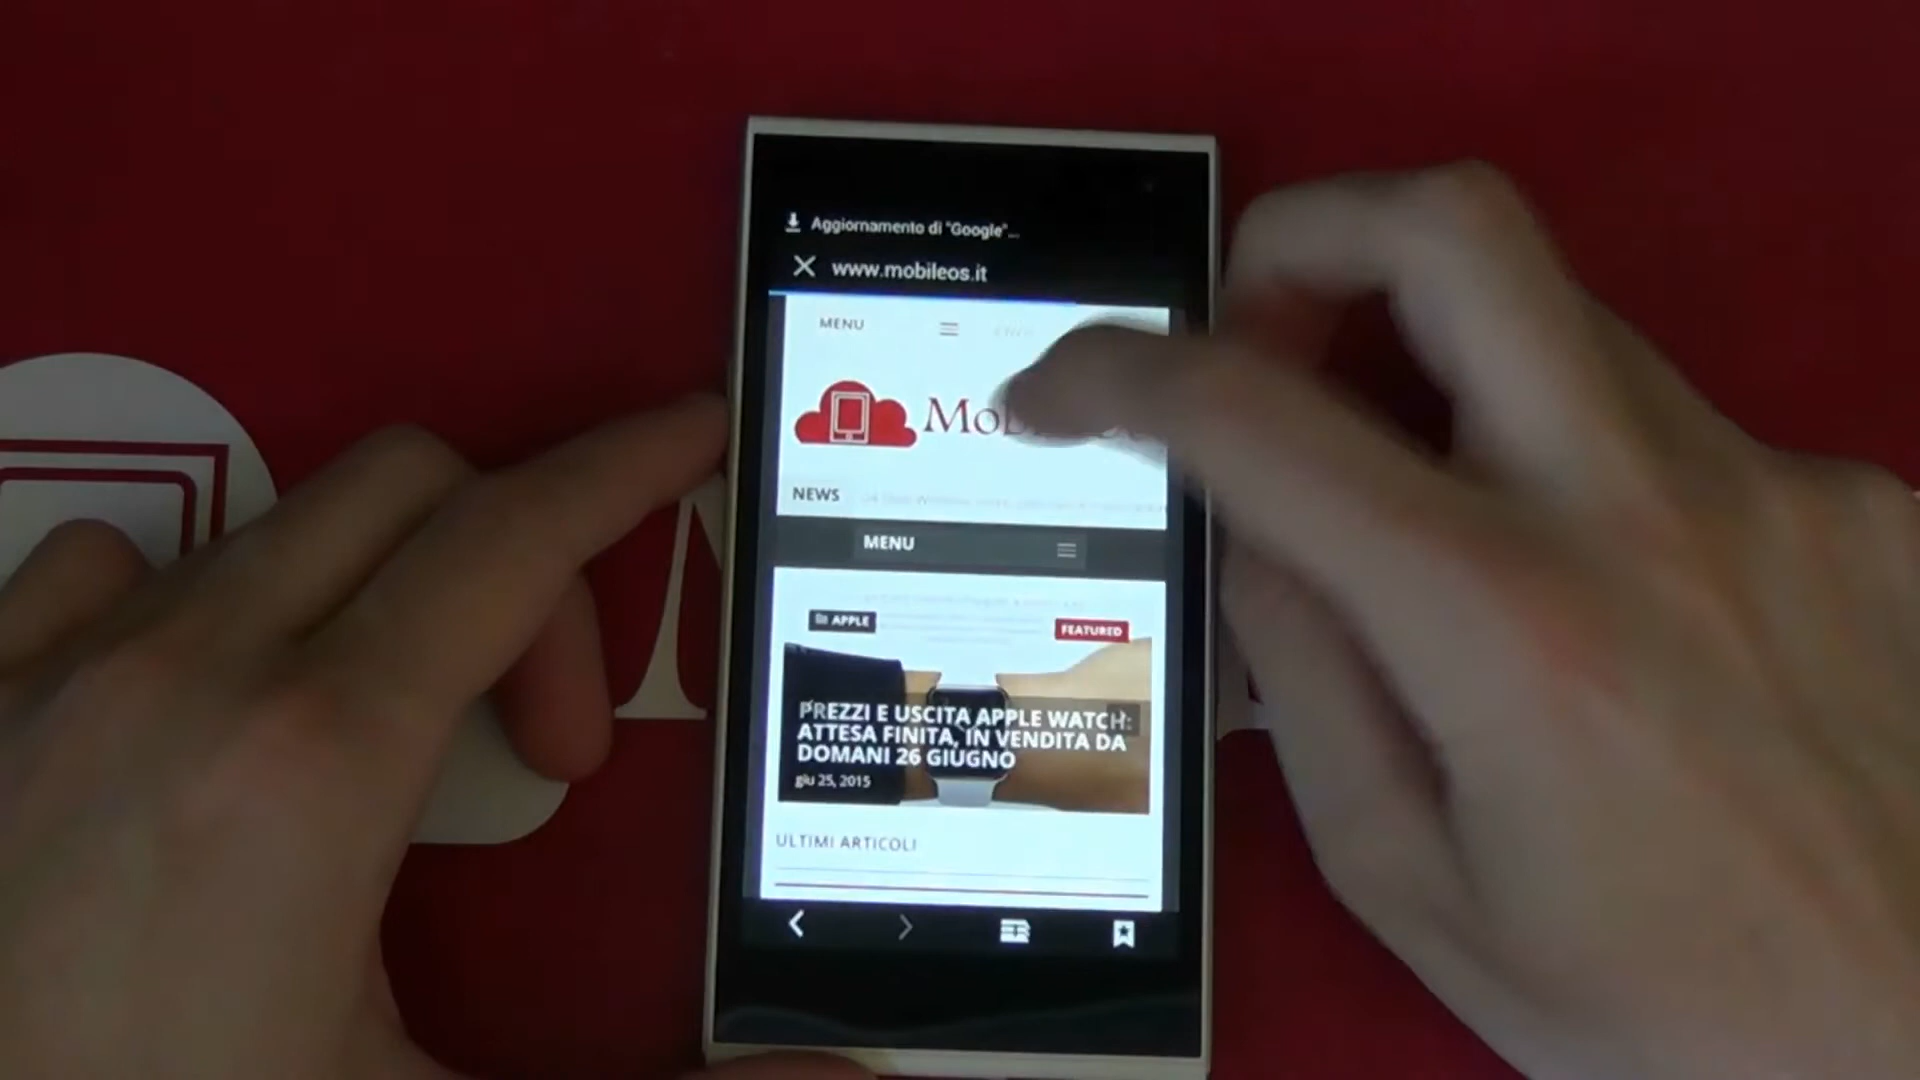 Aggiornamento di "Google"...
www.mobileos.it
MENU
NEWS
MENU
APPLE
FEATURED
PREZZI E USCITA APPLE WATCH:
ATTESA FINITA, IN VENDITA DA
DOMANI 26 GIUGNO
giu 25, 2015
ULTIMI ARTICOLI